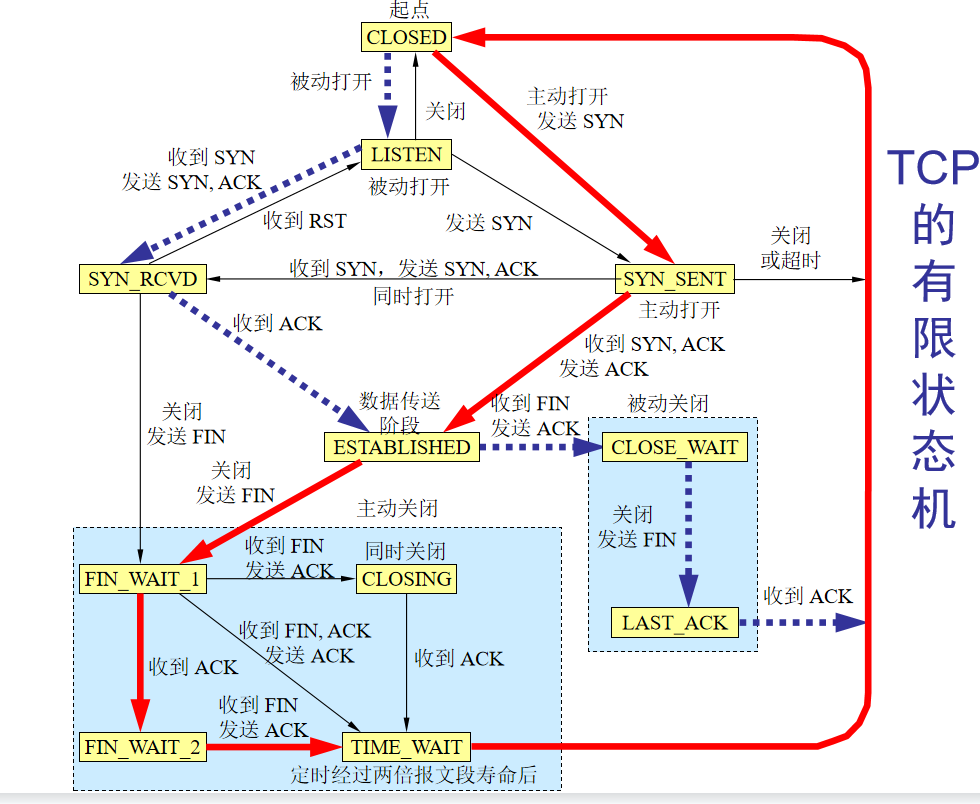 起点
CLOSED
被动打开
关闭
主动打开
发送 SYN
LISTEN
被动打开
收到 SYN
发送 SYN, ACK
收到 RST
发送 SYN
SYN_RCVD
收到 SYN，发送 SYN, ACK
同时打开
SYN_SENT
主动打开
关闭
或超时
收到 ACK
收到 SYN, ACK
发送 ACK
数据传送
阶段
ESTABLISHED
收到 FIN
发送 ACK
被动关闭
CLOSE_WAIT
关闭
发送 FIN
LAST_ACK
收到 ACK
关闭
发送 FIN
关闭
发送 FIN
主动关闭
FIN_WAIT_1
收到 FIN
发送 ACK
同时关闭
CLOSING
收到 FIN, ACK
发送 ACK
收到 ACK
收到 ACK
FIN_WAIT_2
收到 FIN
发送 ACK
TIME_WAIT
定时经过两倍报文段寿命后
TCP
的
有
限
状
态
机